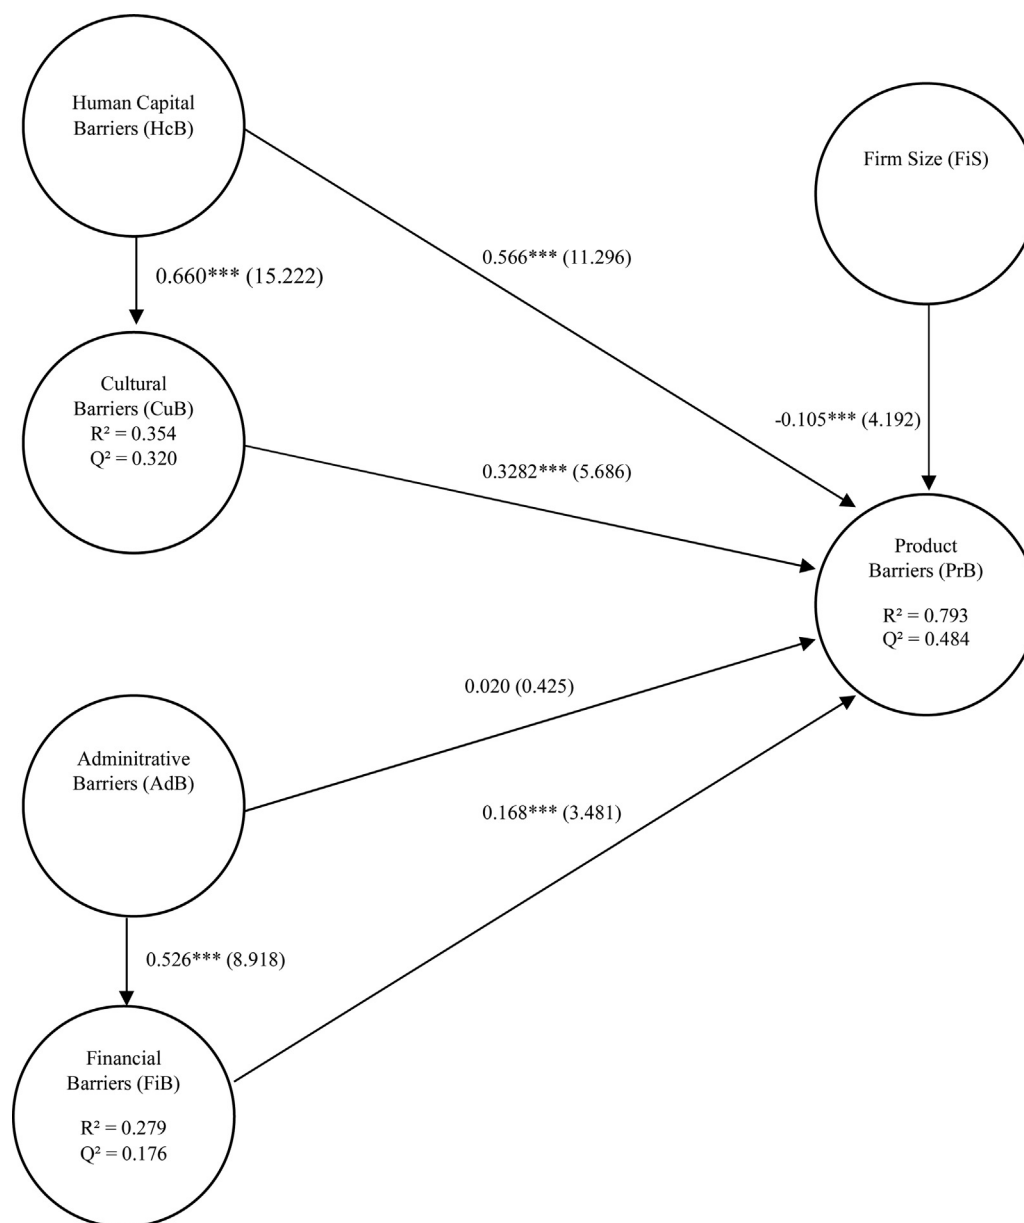 Human Capital
Barriers (HcB)
Firm Size (FiS)
0.566*** (11.296)
0.660*** (15.222)
Cultural
Barriers (CuB)
R² = 0.354
Q² = 0.320
-0.105*** (4.192)
0.3282*** (5.686)
Product
Barriers (PrB)
R² = 0.793
Q² = 0.484
0.020 (0.425)
Adminitrative
Barriers (AdB)
0.168*** (3.481)
0.526*** (8.918)
Financial
Barriers (FiB)
R² = 0.279
Q² = 0.176